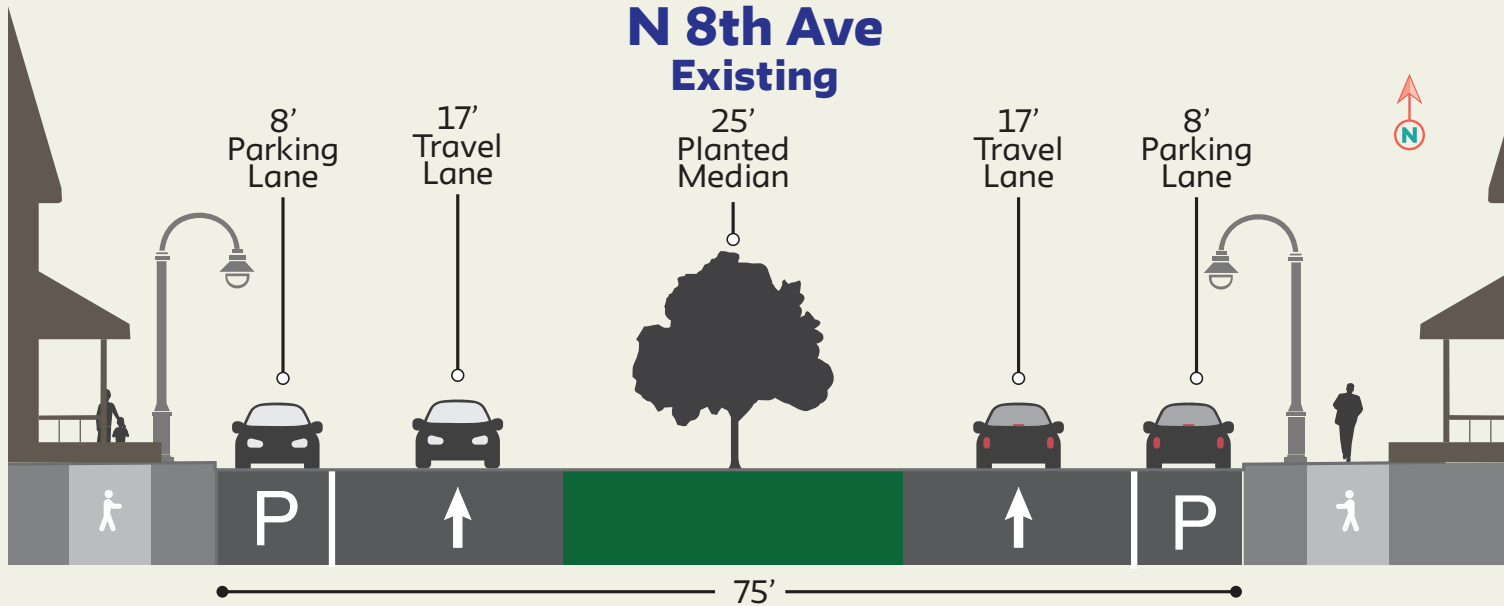 N 8th Ave
Existing
8’
Parking
Lane
17’
Travel
Lane
25’
Planted
Median
17’
Travel
Lane
8’
Parking
Lane
N
P
P
75’